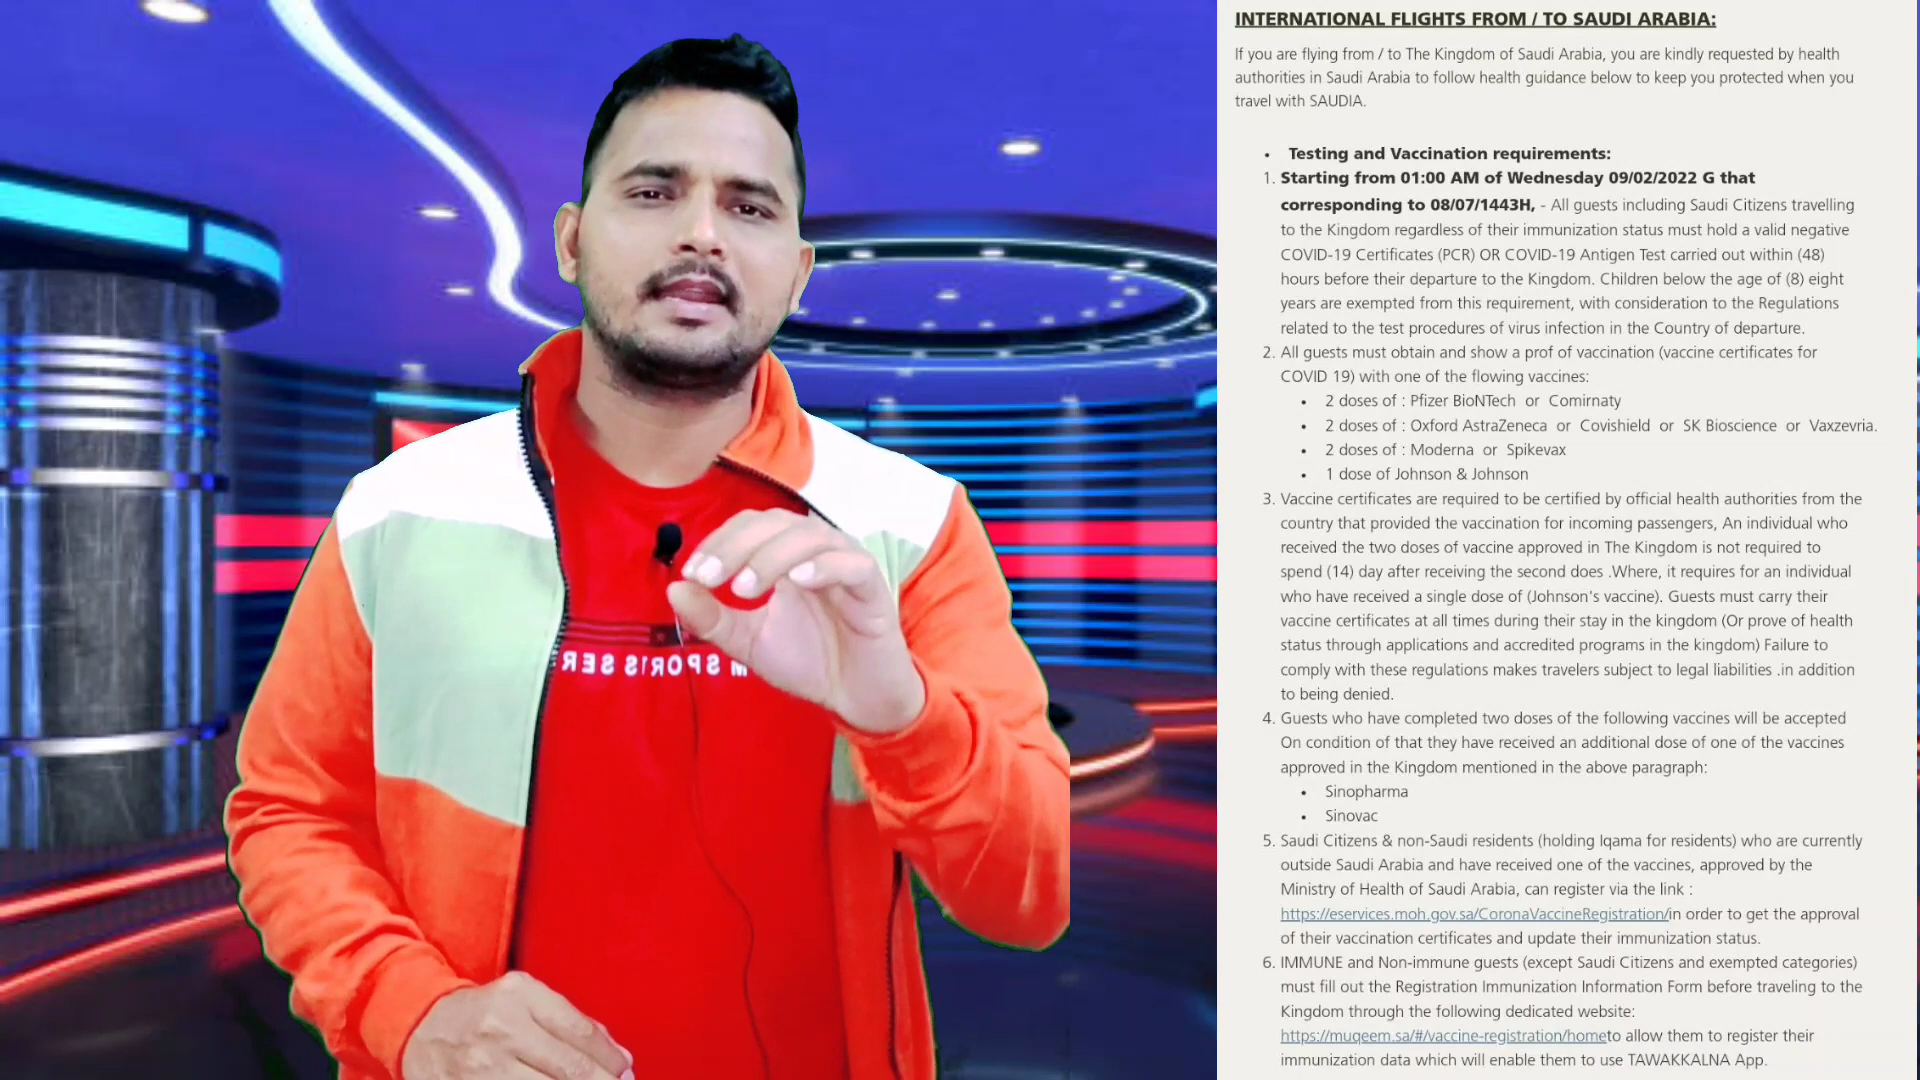 INTERNATIONAL FLIGHTS FROM / TO SAUDI ARABIA:
If you are flying from / to The Kingdom of Saudi Arabia, you are kindly requested by health
authorities in Saudi Arabia to follow health guidance below to keep you protected when you
travel with SAUDIA.
• Testing and Vaccination requirements:
1. Starting from 01:00 AM of Wednesday 09/02/2022 G that
corresponding to 08/07/1443H, - All guests including Saudi Citizens travelling
to the Kingdom regardless of their immunization status must hold a valid negative
COVID-19 Certificates (PCR) OR COVID-19 Antigen Test carried out within (48)
hours before their departure to the Kingdom. Children below the age of (8) eight
years are exempted from this requirement, with consideration to the Regulations
related to the test procedures of virus infection in the Country of departure.
2. All guests must obtain and show a prof of vaccination (vaccine certificates for
COVID 19) with one of the flowing vaccines:
• 2 doses of : Pfizer BioNTech or Comirnaty
• 2 doses of : Oxford AstraZeneca or Covishield or SK Bioscience or Vaxzevria.
• 2 doses of : Moderna or Spikevax
• 1 dose of Johnson & Johnson
3. Vaccine certificates are required to be certified by official health authorities from the
country that provided the vaccination for incoming passengers, An individual who
received the two doses of vaccine approved in The Kingdom is not required to
spend (14) day after receiving the second does .Where, it requires for an individual
who have received a single dose of (Johnson's vaccine). Guests must carry their
vaccine certificates at all times during their stay in the kingdom (Or prove of health
status through applications and accredited programs in the kingdom) Failure to
comply with these regulations makes travelers subject to legal liabilities .in addition
to being denied.
4. Guests who have completed two doses of the following vaccines will be accepted
On condition of that they have received an additional dose of one of the vaccines
approved in the Kingdom mentioned in the above paragraph:
• Sinopharma
• Sinovac
5. Saudi Citizens & non-Saudi residents (holding Iqama for residents) who are currently
outside Saudi Arabia and have received one of the vaccines, approved by the
Ministry of Health of Saudi Arabia, can register via the link :
https://eservices.moh.gov.sa/CoronaVaccineRegistration/in order to get the approval
of their vaccination certificates and update their immunization status.
6. IMMUNE and Non-immune guests (except Saudi Citizens and exempted categories)
must fill out the Registration Immunization Information Form before traveling to the
Kingdom through the following dedicated website:
https://muqeem.sa/#/vaccine-registration/hometo allow them to register their
immunization data which will enable them to use TAWAKKALNA App.
M SPORTS SER